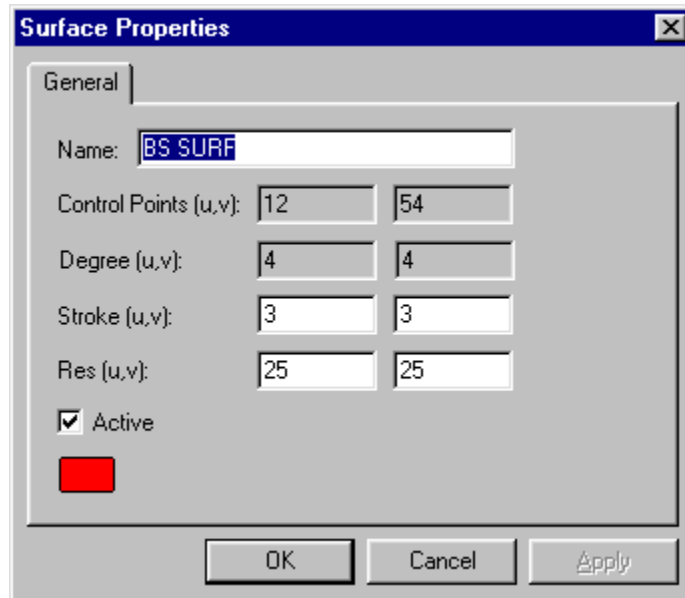 Surface Properties
General
Name: BS SURF
Control Points (u,v): 12 54
Degree (u,v): 4 4
Stroke (u,v): 3 3
Res (u,v): 25 25
Active
OK Cancel Apply